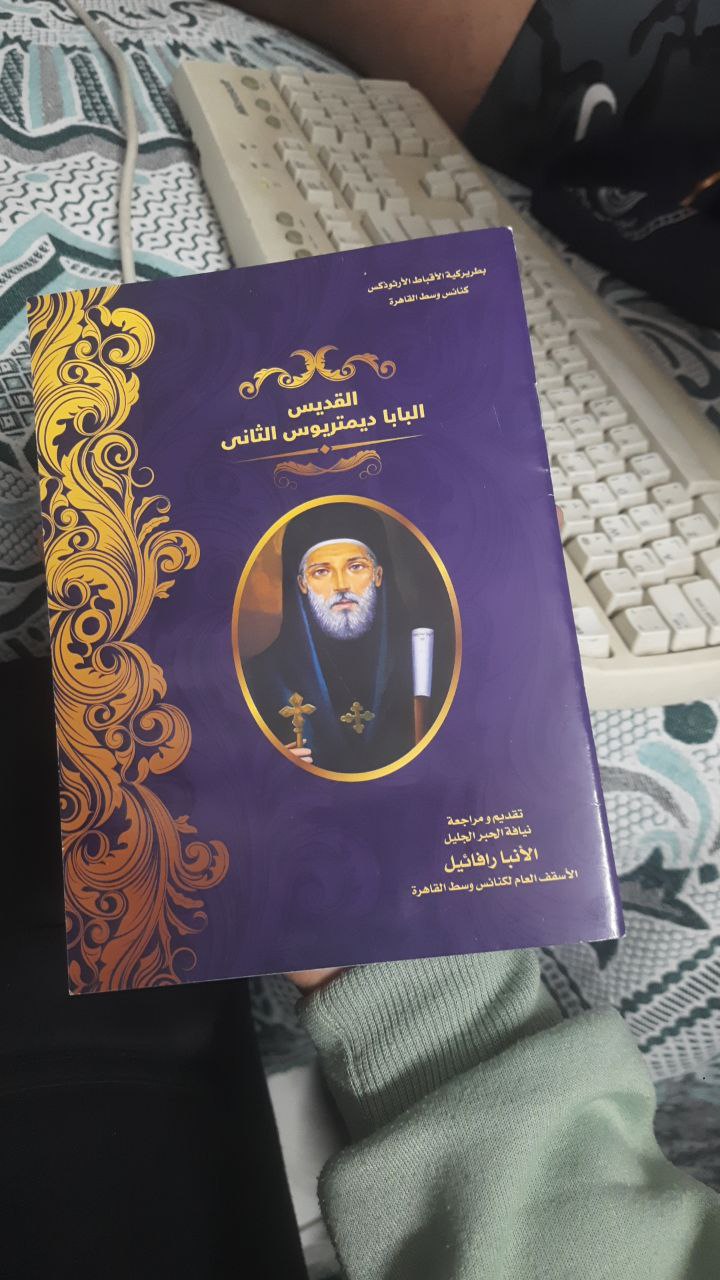 بطريركية الأقباط الأرثوذكس
كنائس وسط القاهرة
القديس
البابا ديمتريوس الثانى
تقديم و مراجعة
نيافة الحبر الجليل
الأنبا رافائيل
الأسقف العام لكنائس وسط القاهرة